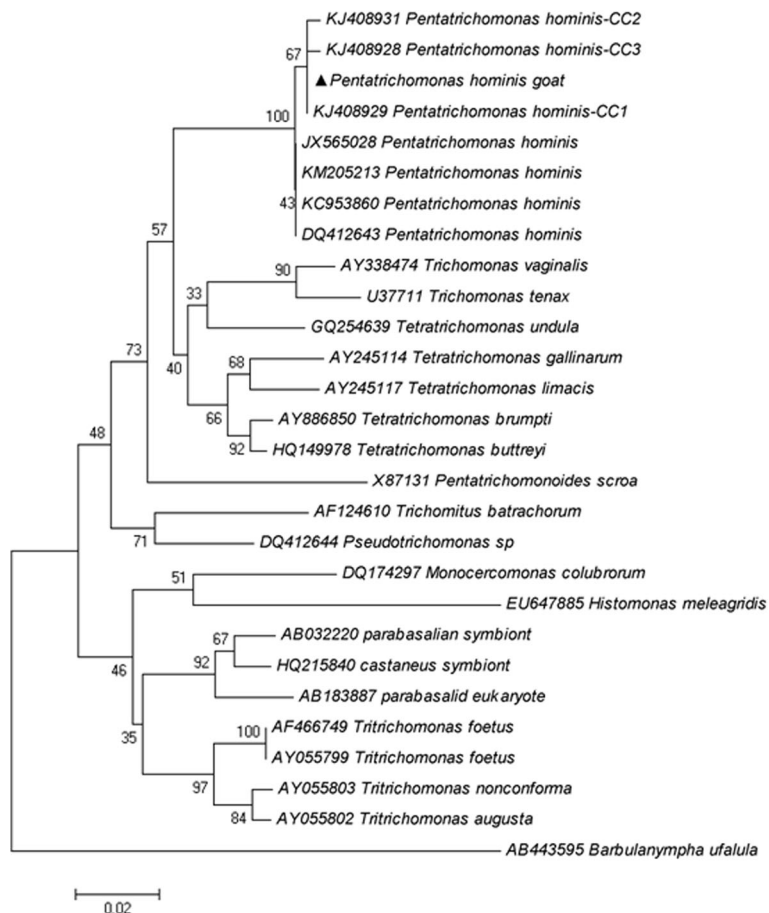 KJ408931 Pentatrichomonas hominis-CC2
KJ408928 Pentatrichomonas hominis-CC3
67
▲Pentatrichomonas hominis goat
KJ408929 Pentatrichomonas hominis-CC1
100
JX565028 Pentatrichomonas hominis
KM205213 Pentatrichomonas hominis
43 KC953860 Pentatrichomonas hominis
DQ412643 Pentatrichomonas hominis
57
AY338474 Trichomonas vaginalis
90
U37711 Trichomonas tenax
33
GQ254639 Tetratrichomonas undula
73
AY245114 Tetratrichomonas gallinarum
68
40
AY245117 Tetratrichomonas limacis
66
AY886850 Tetratrichomonas brumpti
48
92 HQ149978 Tetratrichomonas buttreyi
X87131 Pentatrichomonoides scroa
AF124610 Trichomitus batrachorum
71 DQ412644 Pseudotrichomonas sp
DQ174297 Monocercomonas colubrorum
51
EU647885 Histomonas meleagridis
AB032220 parabasalian symbiont
67
46
92 HQ215840 castaneus symbiont
AB183887 parabasalid eukaryote
100 AF466749 Tritrichomonas foetus
35
AY055799 Tritrichomonas foetus
97 AY055803 Tritrichomonas nonconforma
84 AY055802 Tritrichomonas augusta
AB443595 Barbulanympha ufalula
0.02